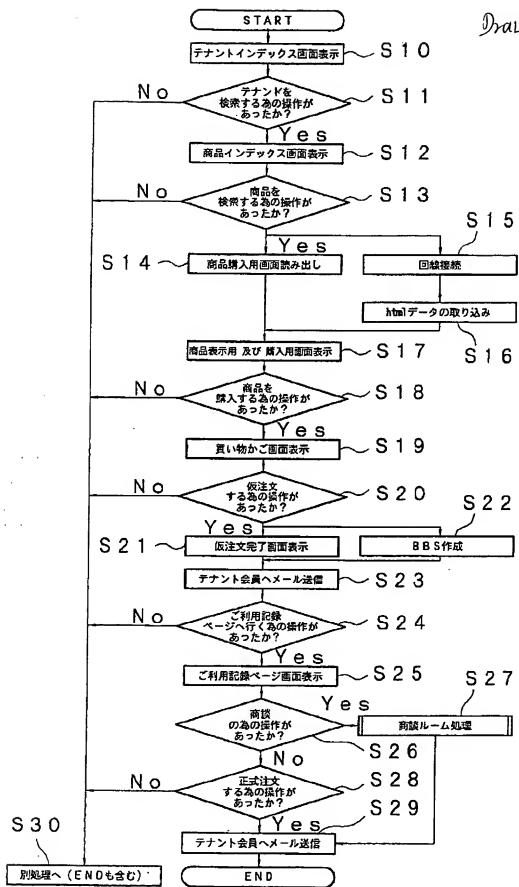 START
テナントインデックス画面表示
S10
テナンドを
検索する為の操作が
あったか?
S11
No
Yes
商品インデックス画面表示
S12
商品を
検索する為の操作が
あったか?
S13
No
Yes
S14
商品購入用画面読み出し
S15
回線接続
htmlデータの取り込み
S16
商品表示用 及び 購入用画面表示
S17
商品を
購入する為の操作が
あったか?
S18
No
Yes
買い物かご画面表示
S19
仮注文
する為の操作が
あったか?
S20
No
Yes
S21
仮注文完了画面表示
S22
BBS作成
テナント会員へメール送信
S23
ご利用記録
ページへ行く為の操作が
あったか?
S24
No
Yes
ご利用記録ページ画面表示
S25
商談
の為の操作が
あったか?
S26
Yes
S27
商談ルーム処理
No
正式注文
する為の操作が
あったか?
S28
No
Yes
S29
テナント会員へメール送信
S30
別処理へ(ENDも含む)
END